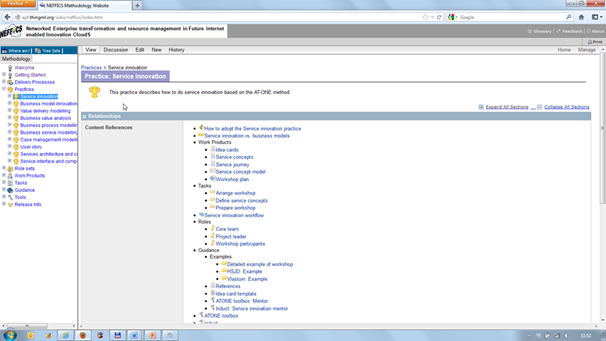 Firefox
NEFFICS Methodology Website
epf.thingml.org/wikis/neffics/index.htm
Google
NEFFICS
Networked Enterprise transFormation and resource management in Future internet
enabled Innovation CloudS
Glossary
Feedback
About
Print
Where am I
Tree Sets
Methodology
View
Discussion
Edit
New
History
Home
Manage
Welcome
Getting Started
Delivery Processes
Practices
Service innovation
Business model innovation
Value delivery modelling
Business value analysis
Business process modelli
Service modelling
Case management modelli
User story
Services architecture and
Service interface and comp
Role sets
Work Products
Tasks
Guidance
Tools
Release Info
Practices > Service innovation
Practice: Service innovation
This practice describes how to do service innovation based on the AT-ONE method.
Expand All Sections
Collapse All Sections
Relationships
Content References
How to adopt the Service innovation practice
Service innovation vs. business models
Work Products
Idea cards
Service concepts
Service journey
Service concept model
Workshop plan
Tasks
Arrange workshop
Define service concepts
Prepare workshop
Service innovation workflow
Roles
Core team
Project leader
Workshop participants
Guidance
Examples
Detailed example of workshop
HSJD: Example
Vlastuin: Example
References
Idea card template
ATONE toolbox: Mentor
Induct: Service innovation mentor
ATONE toolbox
Induct
11:52